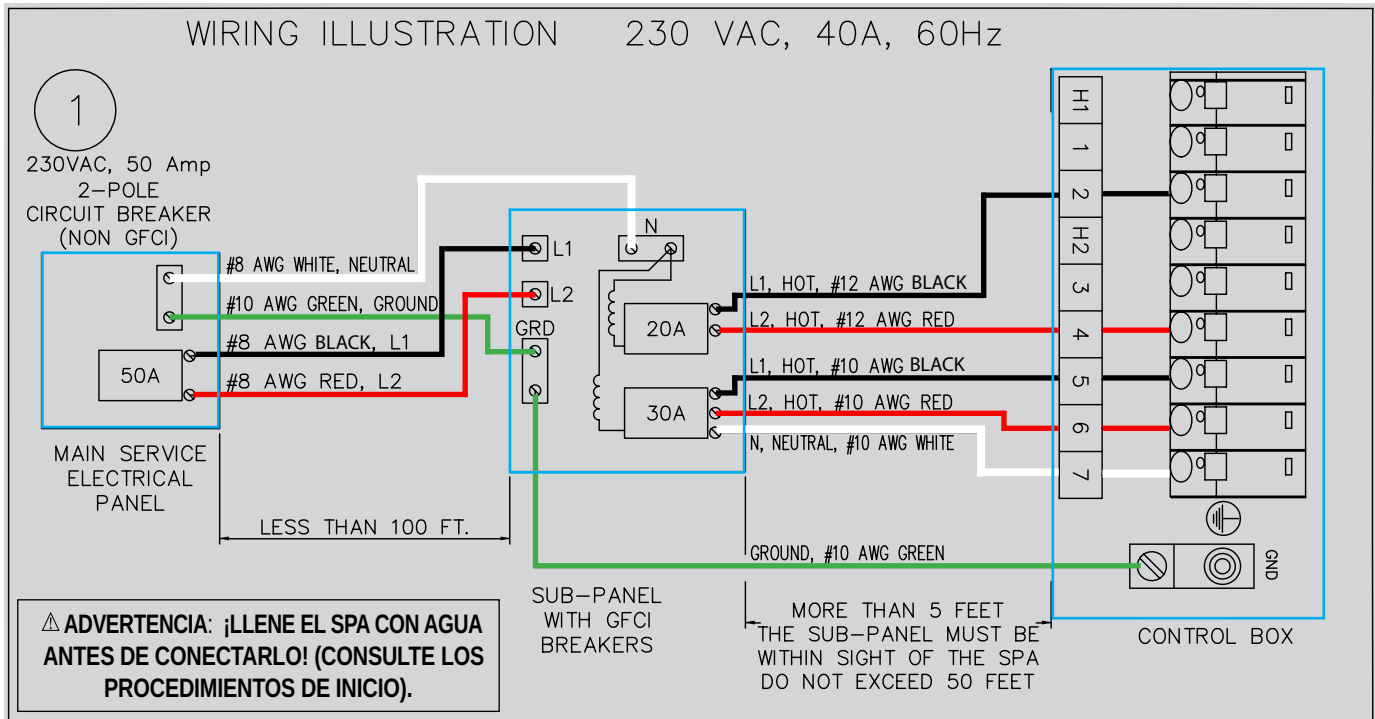 WIRING ILLUSTRATION 230 VAC, 40A, 60Hz
1
230VAC, 50 Amp
2-POLE
CIRCUIT BREAKER
(NON GFCI)
#8 AWG WHITE, NEUTRAL
#10 AWG GREEN, GROUND
#8 AWG BLACK, L1
#8 AWG RED, L2
50A
MAIN SERVICE
ELECTRICAL
PANEL
LESS THAN 100 FT.
L1
L2
GRD
N
20A
30A
SUB-PANEL
WITH GFCI
BREAKERS
L1, HOT, #12 AWG BLACK
L2, HOT, #12 AWG RED
L1, HOT, #10 AWG BLACK
L2, HOT, #10 AWG RED
N, NEUTRAL, #10 AWG WHITE
GROUND, #10 AWG GREEN
MORE THAN 5 FEET
THE SUB-PANEL MUST BE
WITHIN SIGHT OF THE SPA
DO NOT EXCEED 50 FEET
H1
1
2
H2
3
4
5
6
7
GND
CONTROL BOX
⚠ ADVERTENCIA: ¡LLENE EL SPA CON AGUA
ANTES DE CONECTARLO! (CONSULTE LOS
PROCEDIMIENTOS DE INICIO).